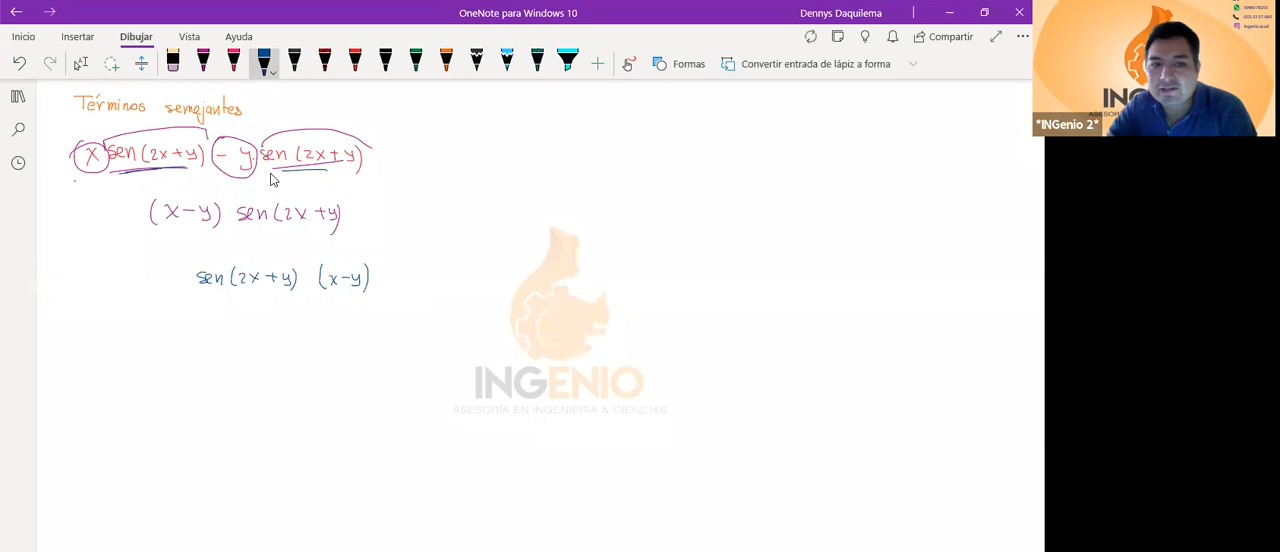 OneNote para Windows 10
Dennys Daquilema
Inicio Insertar Dibujar Vista Ayuda
Compartir
Formas
Convertir entrada de lápiz a forma
Términos semejantes
x sen(2x+y) - y sen(2x+y)
(x-y) sen(2x+y)
sen(2x+y) (x-y)
INGENIO
ASESORÍA EN INGENIERÍA & CIENCIAS
ING
*INGenio 2*